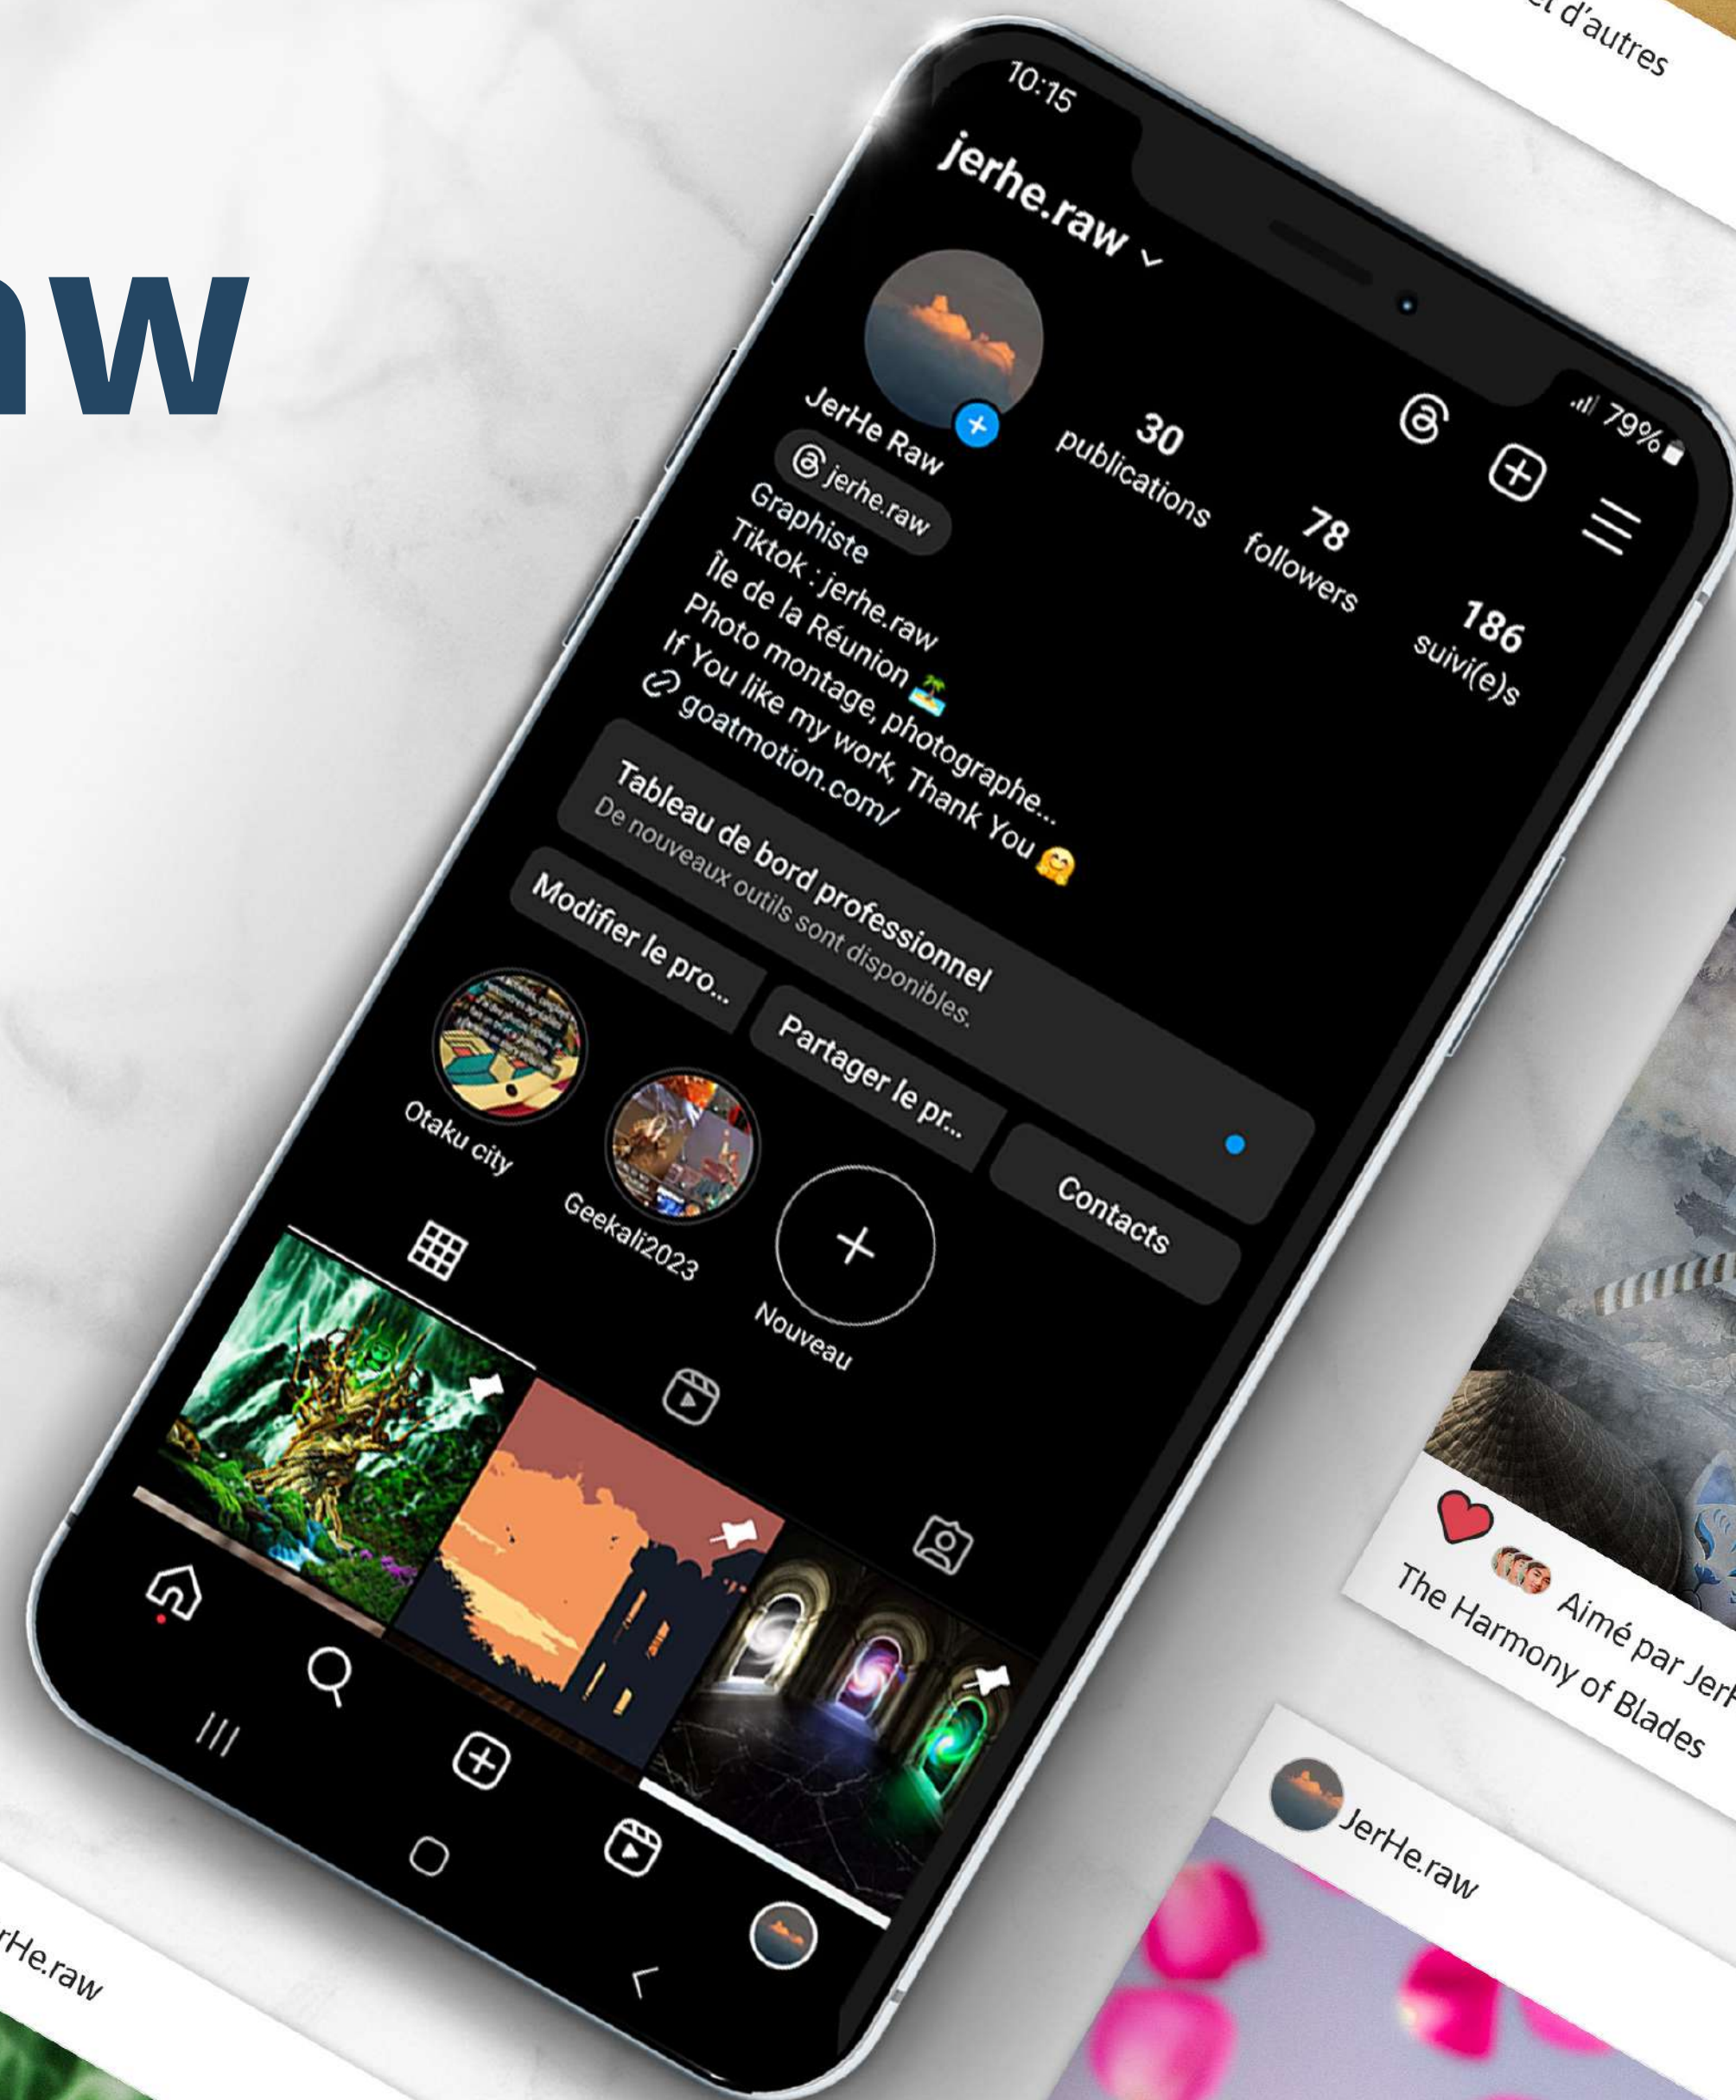 et d'autres
aw
10:15
79%
jerhe.raw
JerHe Raw
30
publications
78
followers
186
suivi(e)s
jerhe.raw
Graphiste
Tiktok : jerhe.raw
Île de la Réunion 🏝️
Photo montage, photographe...
If You like my work, Thank You 🤗
goatmotion.com/
Tableau de bord professionnel
De nouveaux outils sont disponibles.
Modifier le pro...
Partager le pr...
Contacts
Otaku city
Geekali2023
Nouveau
Aimé par JerH
The Harmony of Blades
JerHe.raw
rHe.raw